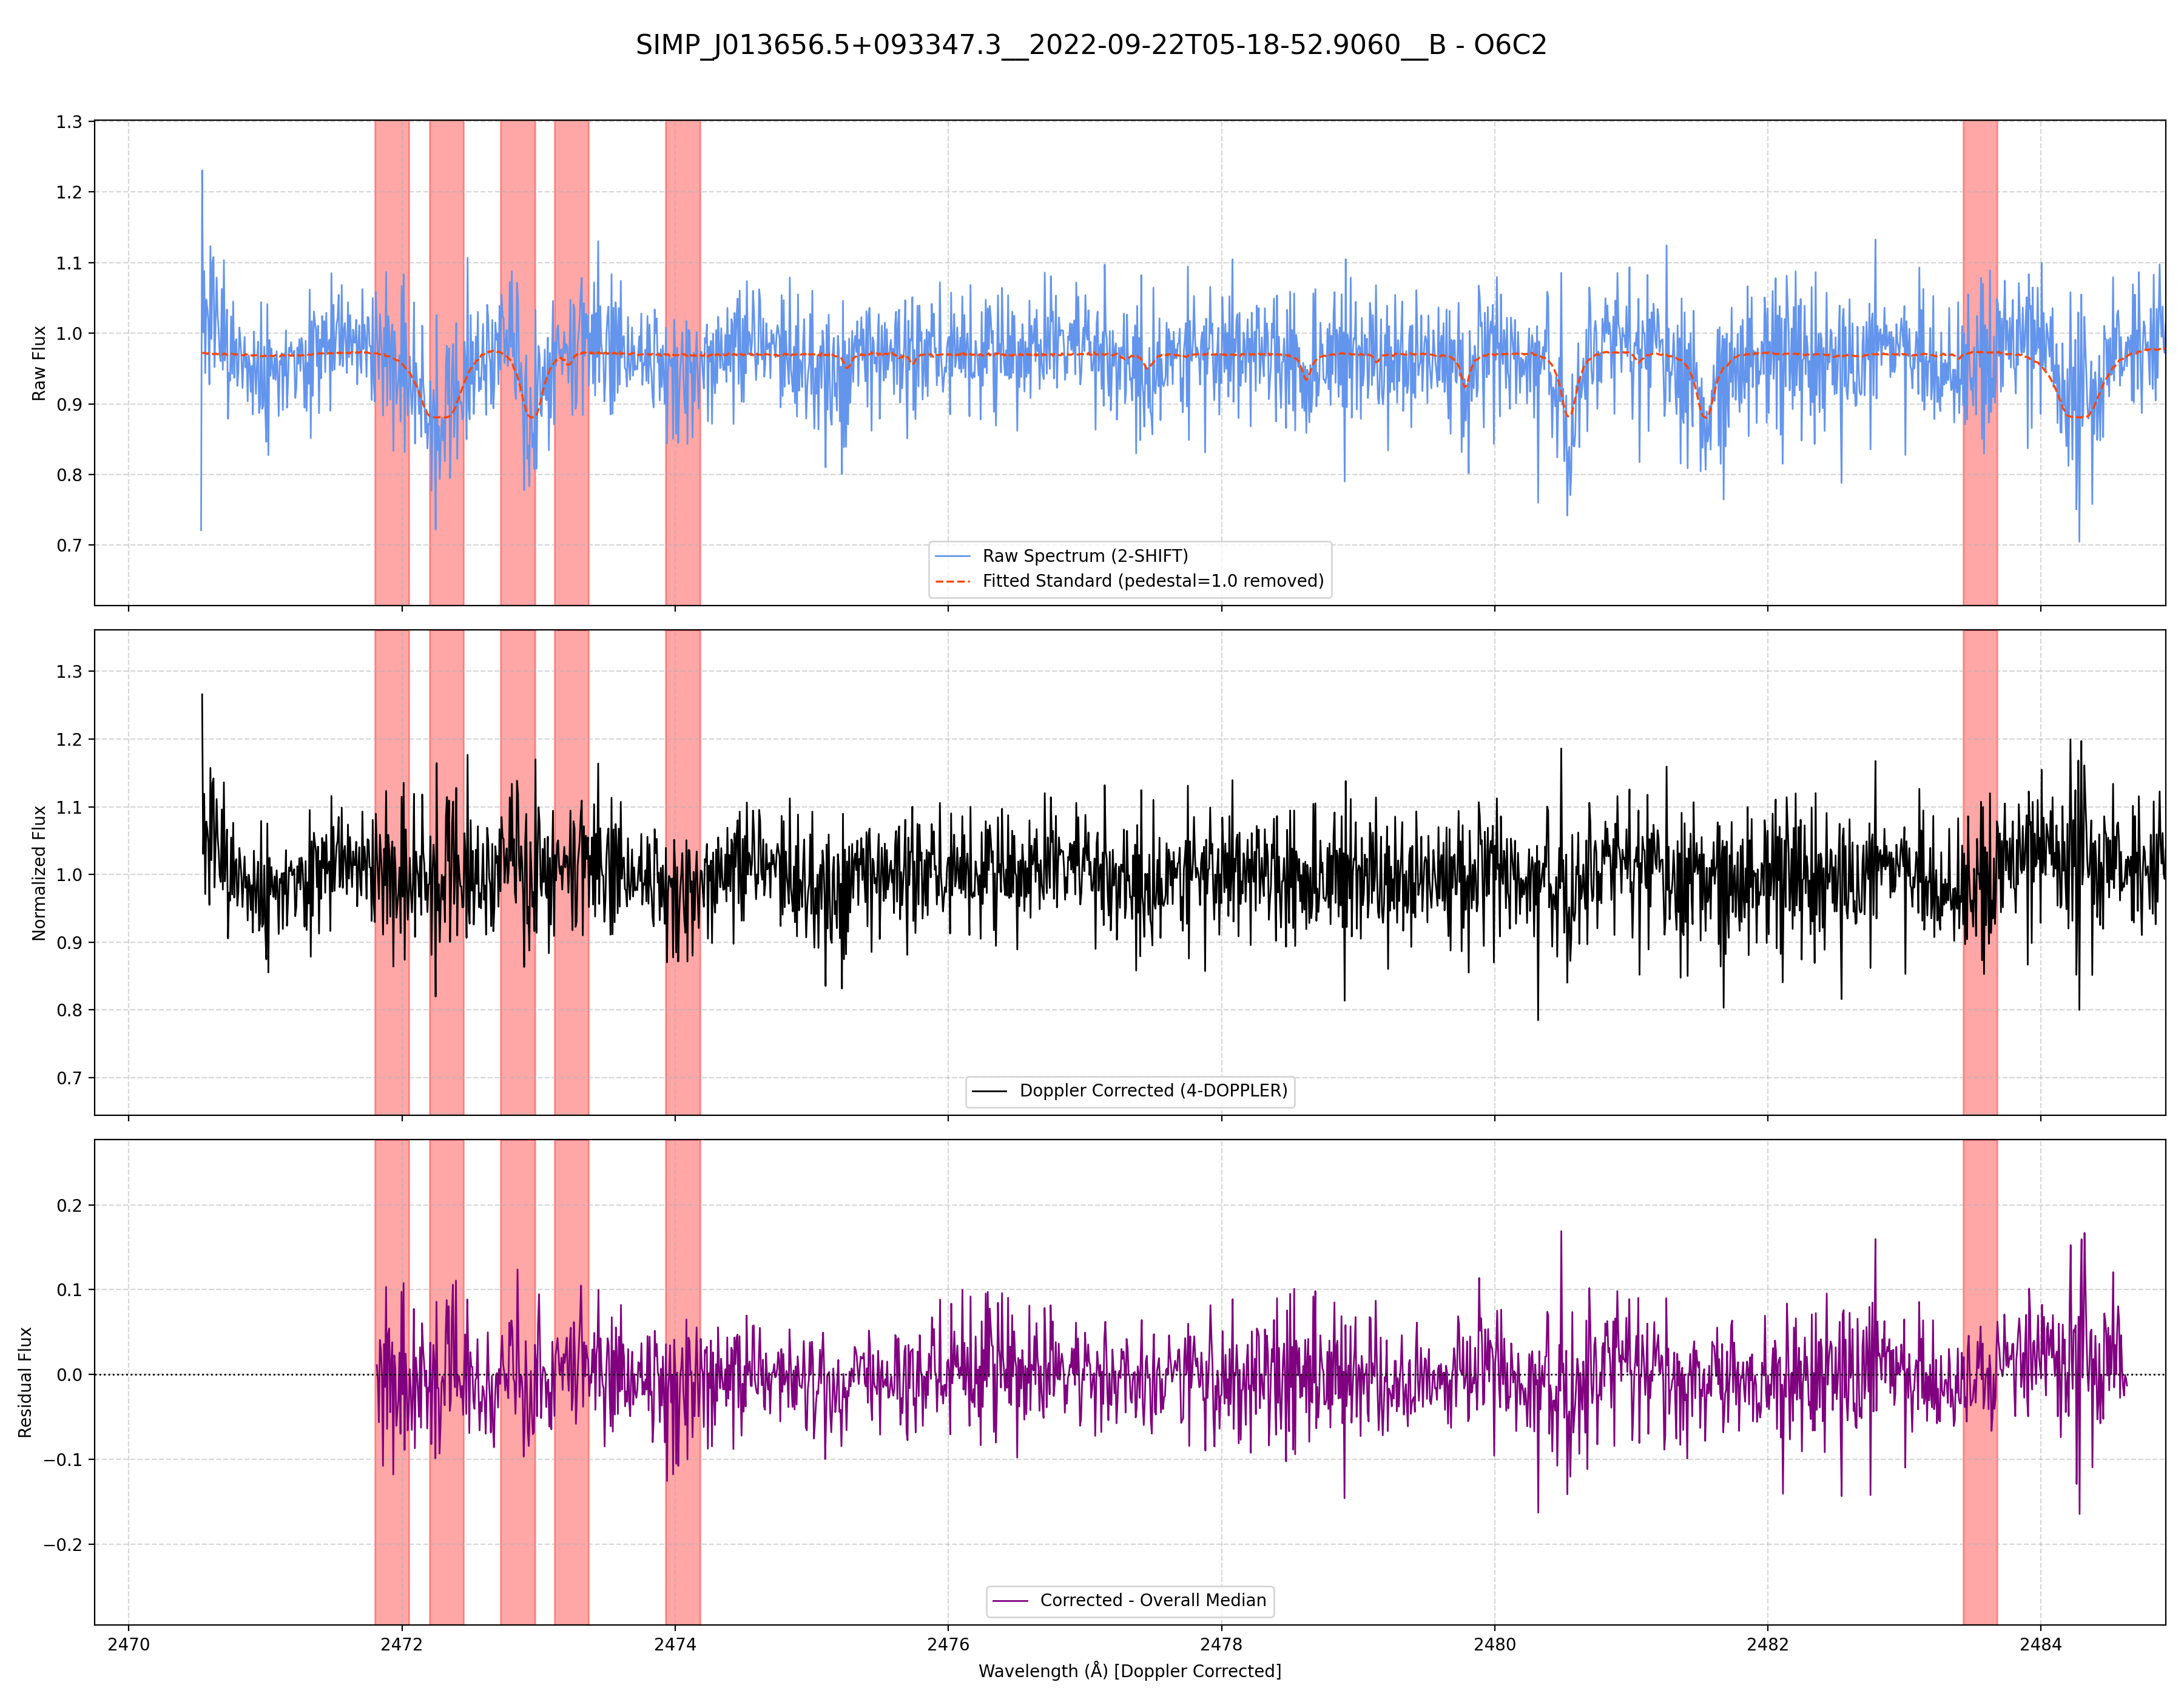 SIMP_J013656.5+093347.3__2022-09-22T05-18-52.9060__B - O6C2
1.3
1.2
1.1
1.0
0.9
0.8
0.7
Raw Flux
Raw Spectrum (2-SHIFT)
Fitted Standard (pedestal=1.0 removed)
1.3
1.2
1.1
1.0
0.9
0.8
0.7
Normalized Flux
Doppler Corrected (4-DOPPLER)
0.2
0.1
0.0
−0.1
−0.2
Residual Flux
Corrected - Overall Median
2470 2472 2474 2476 2478 2480 2482 2484
Wavelength (Å) [Doppler Corrected]